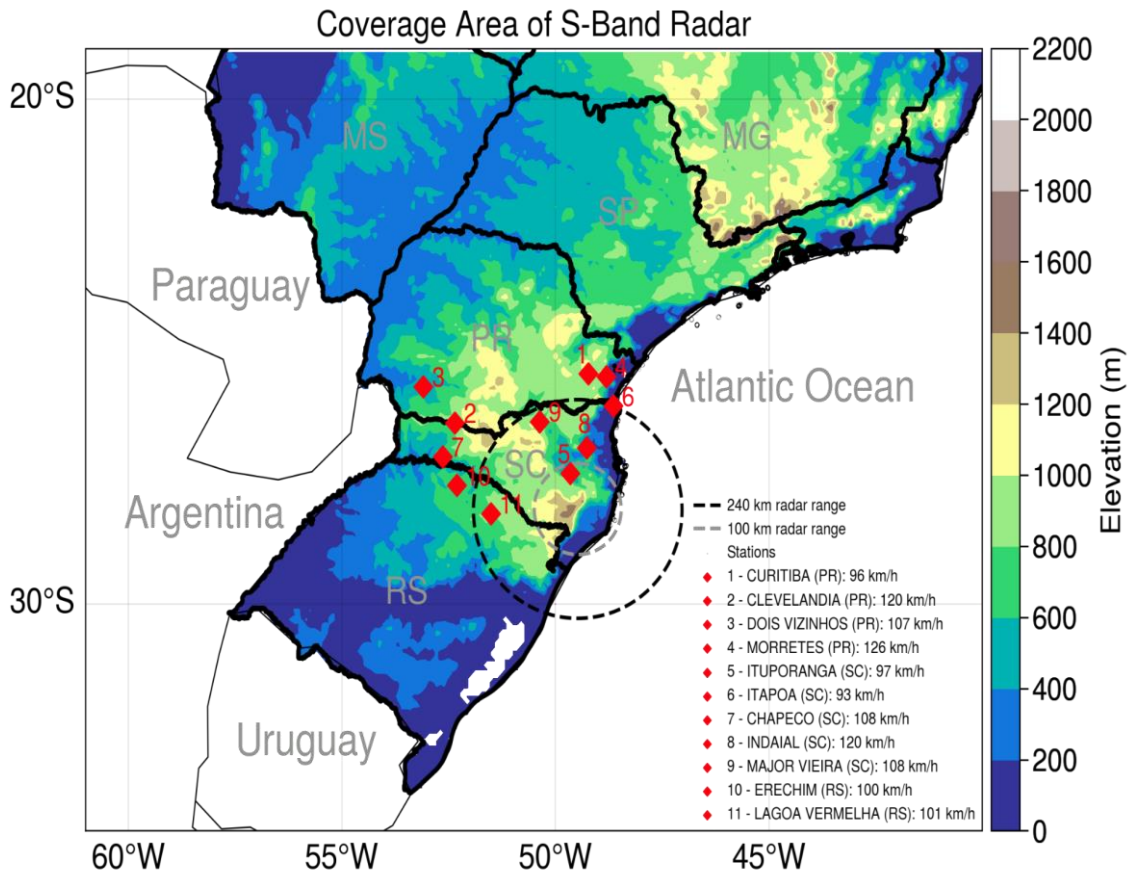 Coverage Area of S-Band Radar
20°S
30°S
60°W
55°W
50°W
45°W
MS
MG
SP
Paraguay
PR
1
4
3
Atlantic Ocean
6
2
9
8
7
5
SC
10
11
Argentina
RS
Uruguay
240 km radar range
100 km radar range
Stations
1 - CURITIBA (PR): 96 km/h
2 - CLEVELANDIA (PR): 120 km/h
3 - DOIS VIZINHOS (PR): 107 km/h
4 - MORRETES (PR): 126 km/h
5 - ITUPORANGA (SC): 97 km/h
6 - ITAPOA (SC): 93 km/h
7 - CHAPECO (SC): 108 km/h
8 - INDAIAL (SC): 120 km/h
9 - MAJOR VIEIRA (SC): 108 km/h
10 - ERECHIM (RS): 100 km/h
11 - LAGOA VERMELHA (RS): 101 km/h
2200
2000
1800
1600
1400
1200
1000
800
600
400
200
0
Elevation (m)